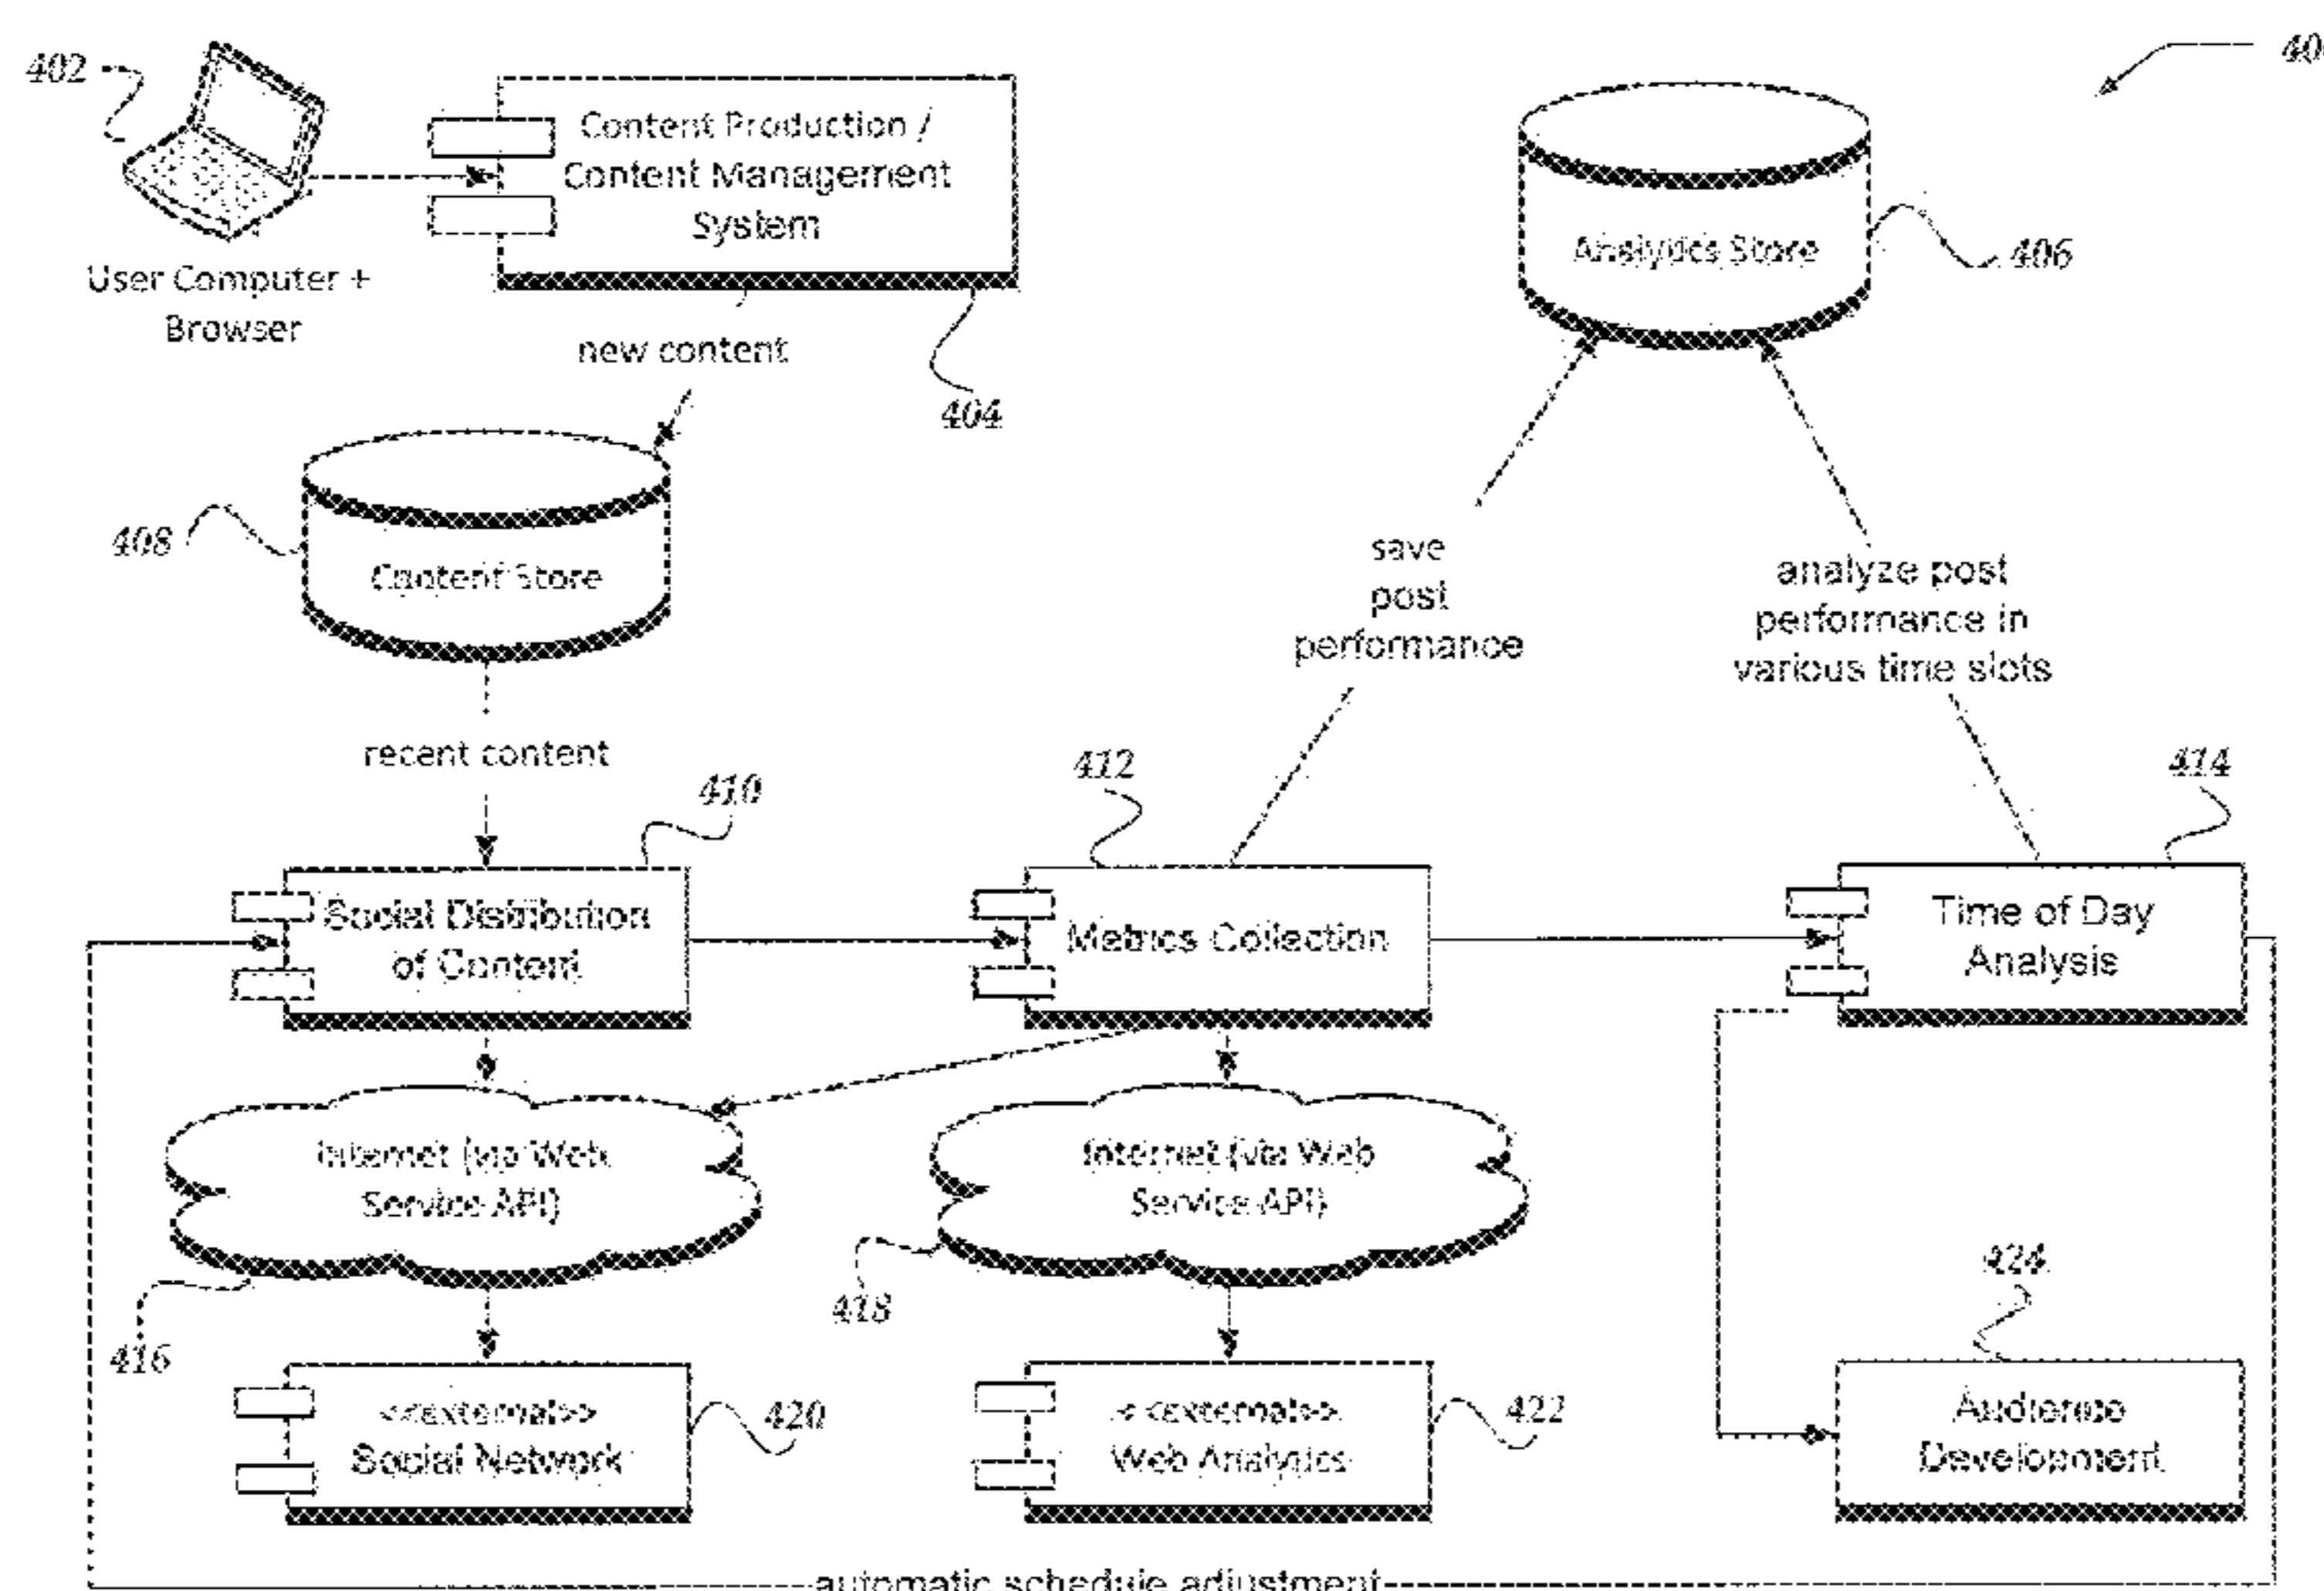 402
Content Production /
Content Management
System
User Computer +
Browser
new content
404
Analytics Store
406
408
Content Store
save
post
performance
analyze post
performance in
various time slots
recent content
410
412
414
Social Distribution
of Content
Metrics Collection
Time of Day
Analysis
Internet (via Web
Service API)
Internet (via Web
Service API)
416
418
424
<<external>>
Social Network
420
<<external>>
Web Analytics
422
Audience
Development
automatic schedule adjustment